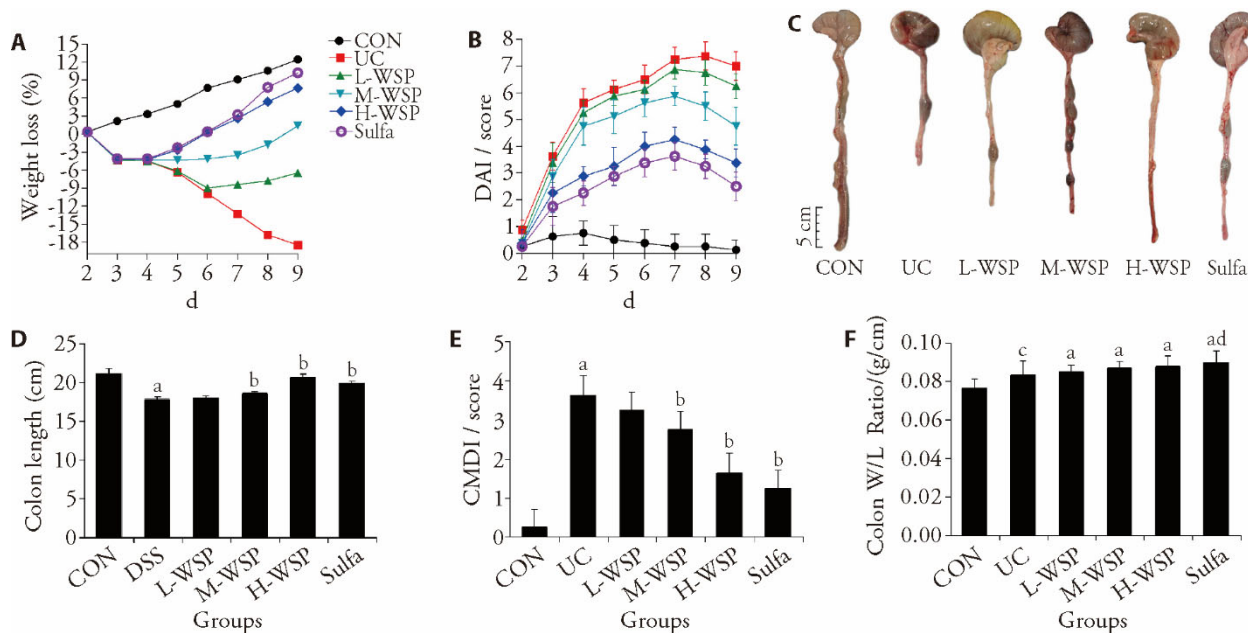 A
Weight loss (%)
15
12
9
6
3
0
-3
-6
-9
-12
-15
-18
2 3 4 5 6 7 8 9
d
CON
UC
L-WSP
M-WSP
H-WSP
Sulfa
B
DAI / score
8
7
6
5
4
3
2
1
0
2 3 4 5 6 7 8 9
d
C
5 cm
CON UC L-WSP M-WSP H-WSP Sulfa
D
Colon length (cm)
25
20
15
10
5
0
a b b b
CON DSS L-WSP M-WSP H-WSP Sulfa
Groups
E
CMDI / score
5
4
3
2
1
0
a b b b
CON UC L-WSP M-WSP H-WSP Sulfa
Groups
F
Colon W/L Ratio/(g/cm)
0.10
0.08
0.06
0.04
0.02
0.00
c a a a ad
CON UC L-WSP M-WSP H-WSP Sulfa
Groups